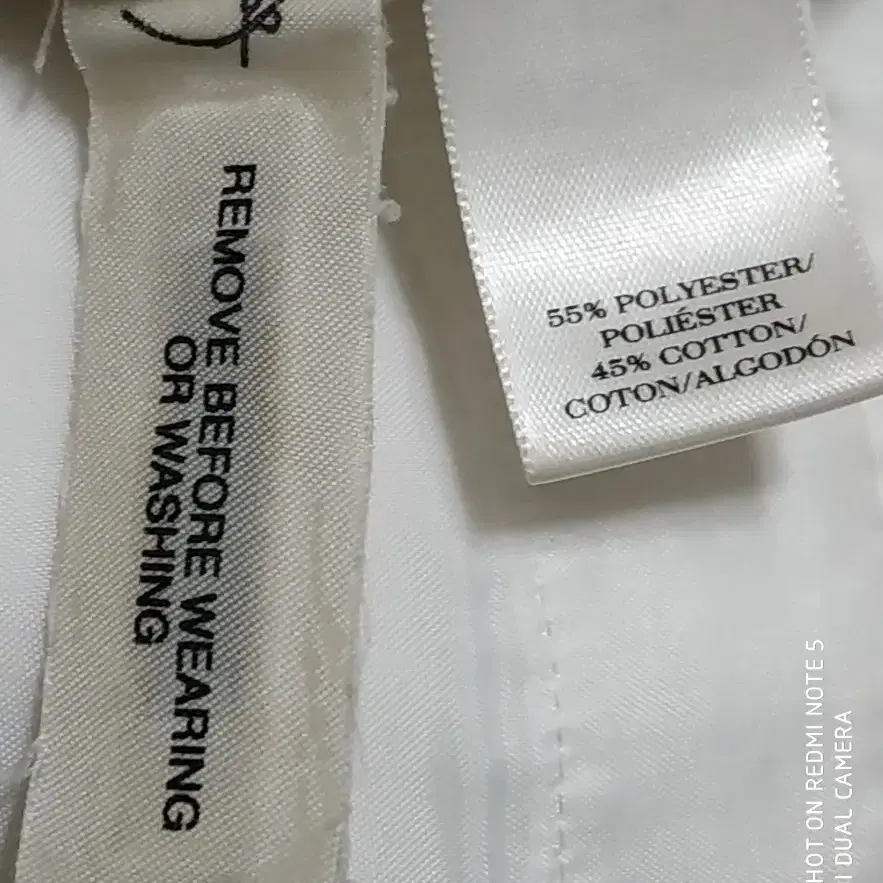 REMOVE BEFORE WEARING
OR WASHING
55% POLYESTER/
POLIÉSTER
45% COTTON/
COTON/ALGODÓN
HOT ON REDMI NOTE 5
I DUAL CAMERA